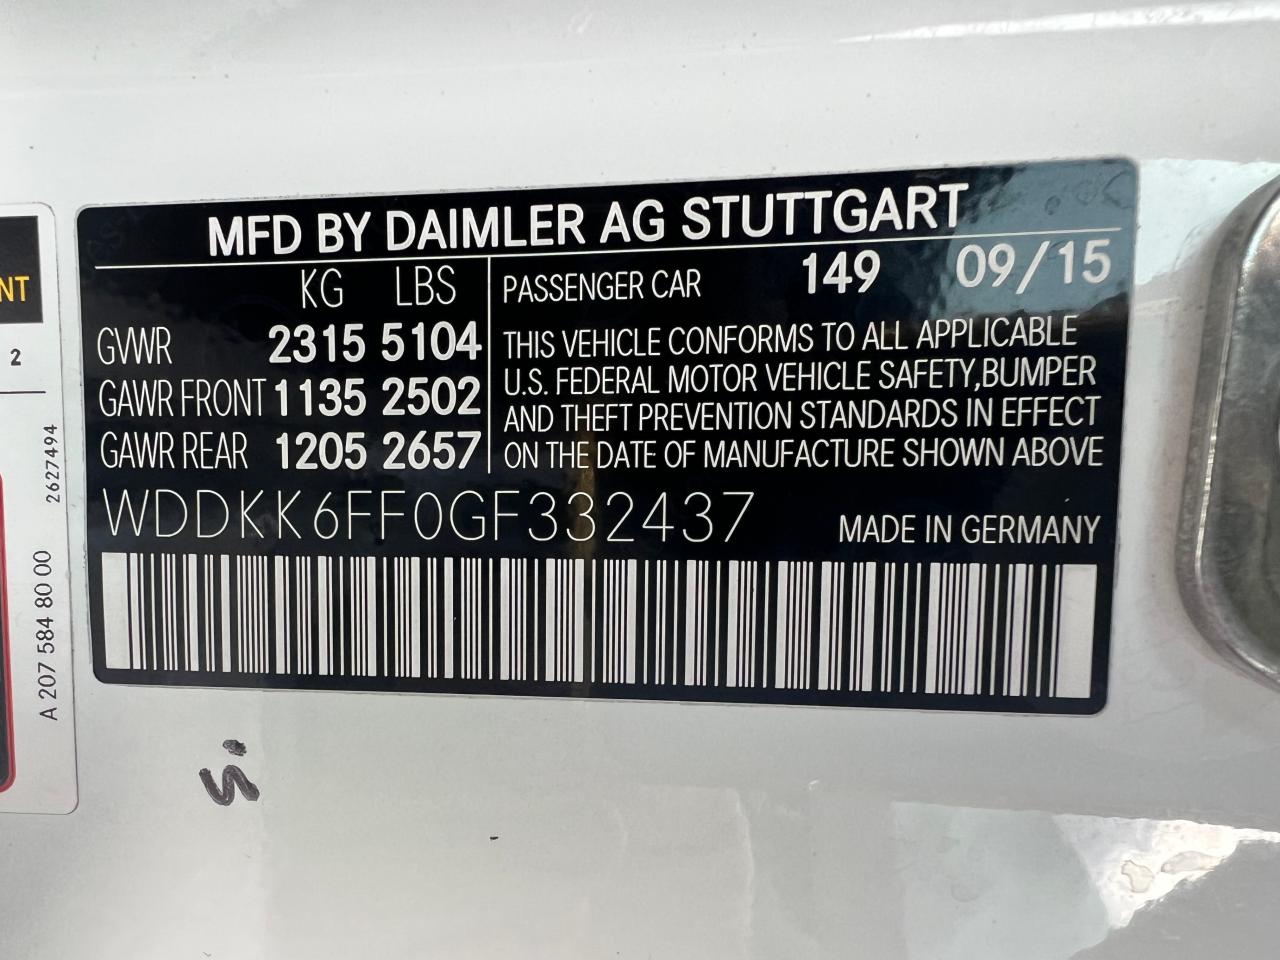 MFD BY DAIMLER AG STUTTGART
KG LBS
GVWR 2315 5104
GAWR FRONT 1135 2502
GAWR REAR 1205 2657
PASSENGER CAR 149 09/15
THIS VEHICLE CONFORMS TO ALL APPLICABLE
U.S. FEDERAL MOTOR VEHICLE SAFETY,BUMPER
AND THEFT PREVENTION STANDARDS IN EFFECT
ON THE DATE OF MANUFACTURE SHOWN ABOVE
WDDKK6FF0GF332437 MADE IN GERMANY
NT
2
A 207 584 80 00 2627494